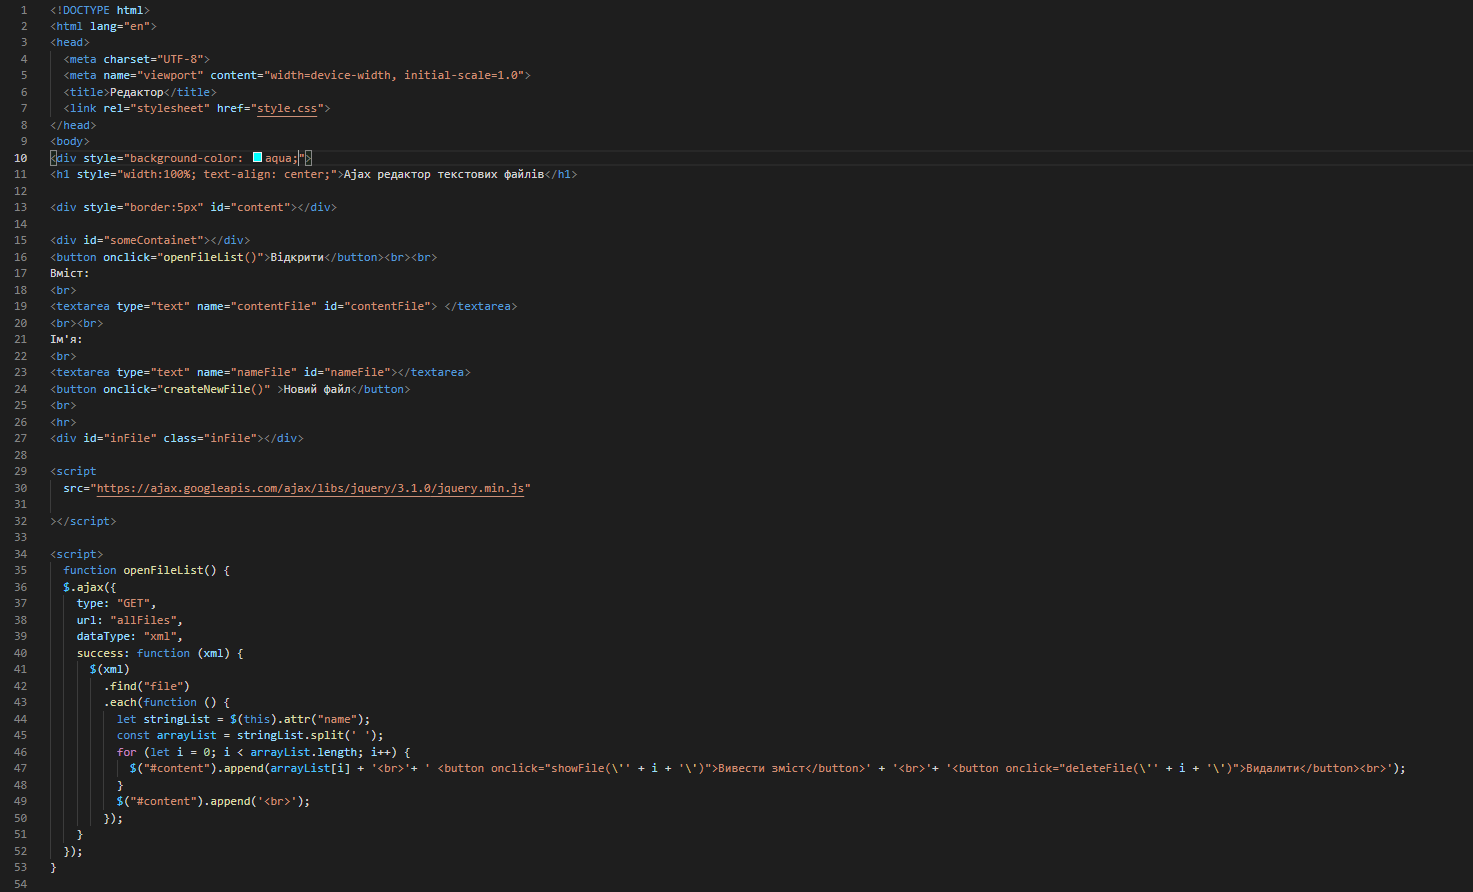 1 <!DOCTYPE html>
2 <html lang="en">
3 <head>
4 <meta charset="UTF-8">
5 <meta name="viewport" content="width=device-width, initial-scale=1.0">
6 <title>Редактор</title>
7 <link rel="stylesheet" href="style.css">
8 </head>
9 <body>
10 <div style="background-color: aqua;">
11 <h1 style="width:100%; text-align: center;">Ajax редактор текстових файлів</h1>
12
13 <div style="border:5px" id="content"></div>
14
15 <div id="someContainet"></div>
16 <button onclick="openFileList()">Відкрити</button><br><br>
17 Вміст:
18 <br>
19 <textarea type="text" name="contentFile" id="contentFile"> </textarea>
20 <br><br>
21 Ім'я:
22 <br>
23 <textarea type="text" name="nameFile" id="nameFile"></textarea>
24 <button onclick="createNewFile()" >Новий файл</button>
25 <br>
26 <hr>
27 <div id="inFile" class="inFile"></div>
28
29 <script
30 src="https://ajax.googleapis.com/ajax/libs/jquery/3.1.0/jquery.min.js"
31
32 ></script>
33
34 <script>
35 function openFileList() {
36 $.ajax({
37 type: "GET",
38 url: "allFiles",
39 dataType: "xml",
40 success: function (xml) {
41 $(xml)
42 .find("file")
43 .each(function () {
44 let stringList = $(this).attr("name");
45 const arrayList = stringList.split(' ');
46 for (let i = 0; i < arrayList.length; i++) {
47 $("#content").append(arrayList[i] + '<br>'+ ' <button onclick="showFile(\'' + i + '\')">Вивести зміст</button>' + '<br>'+ '<button onclick="deleteFile(\'' + i + '\')">Видалити</button><br>');
48 }
49 $("#content").append('<br>');
50 });
51 }
52 });
53 }
54